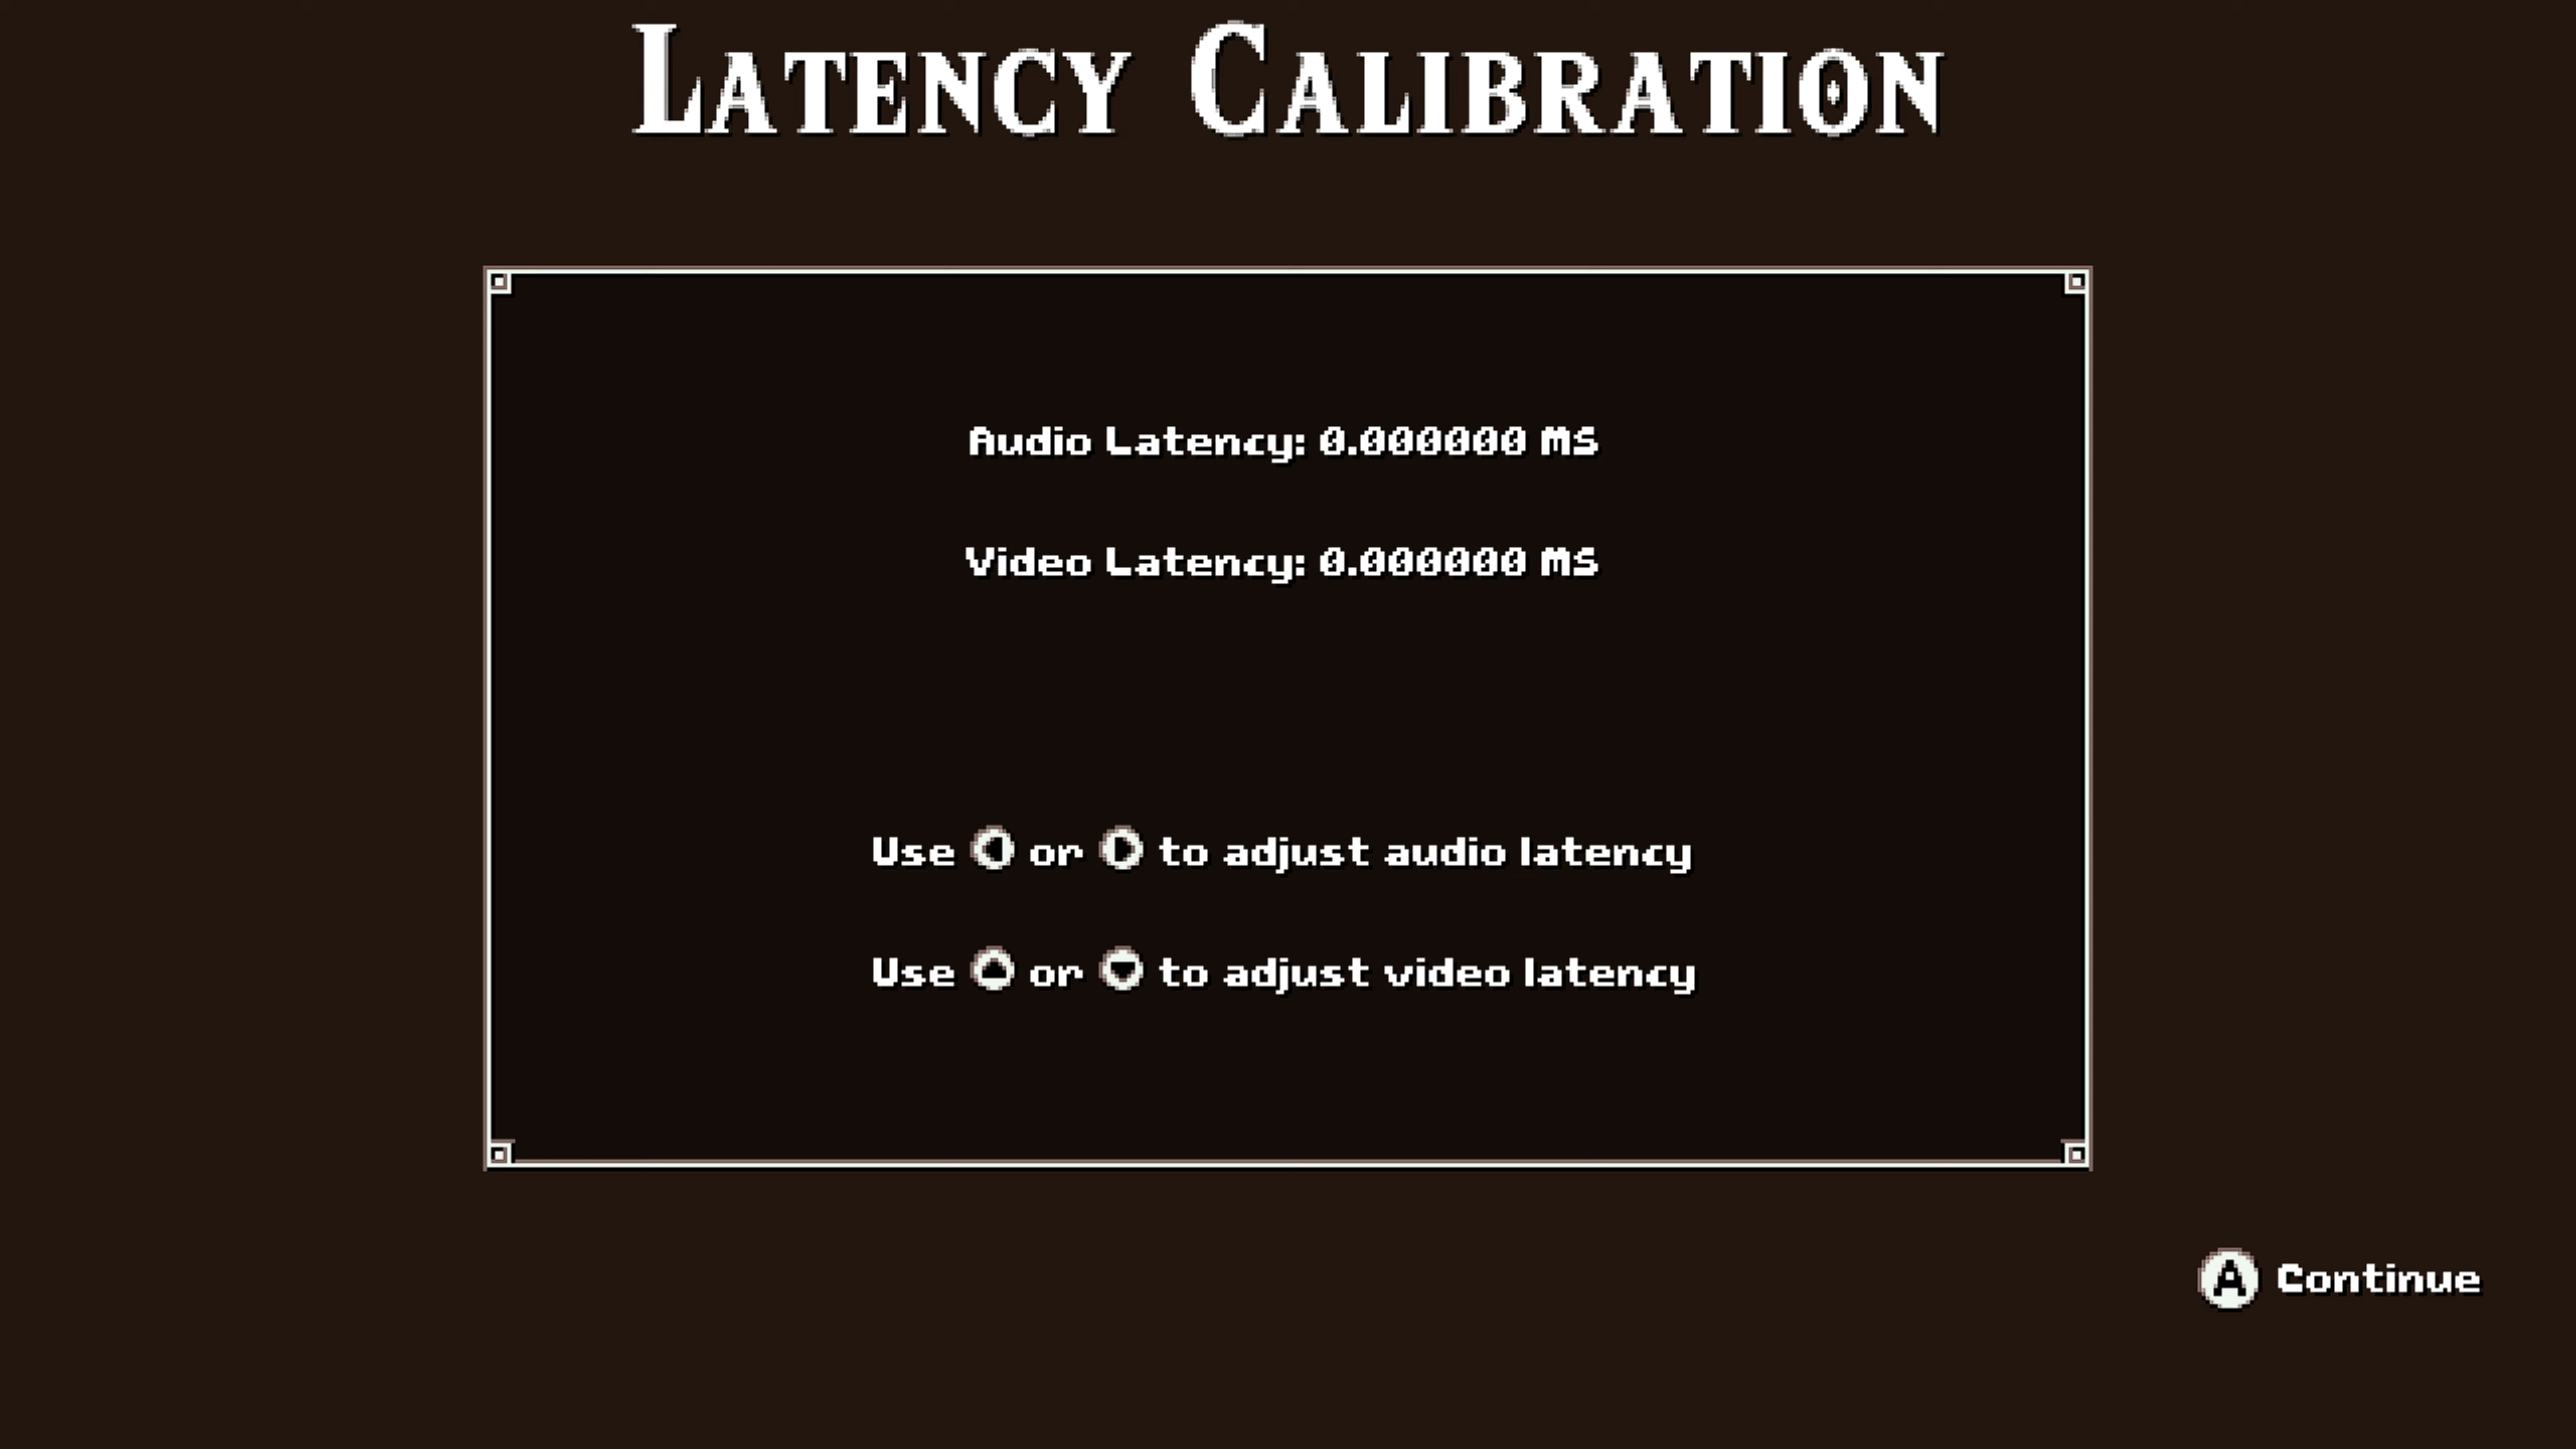 Latency Calibration
Audio Latency: 0.000000 MS
Video Latency: 0.000000 MS
Use or to adjust audio latency
Use or to adjust video latency
A Continue